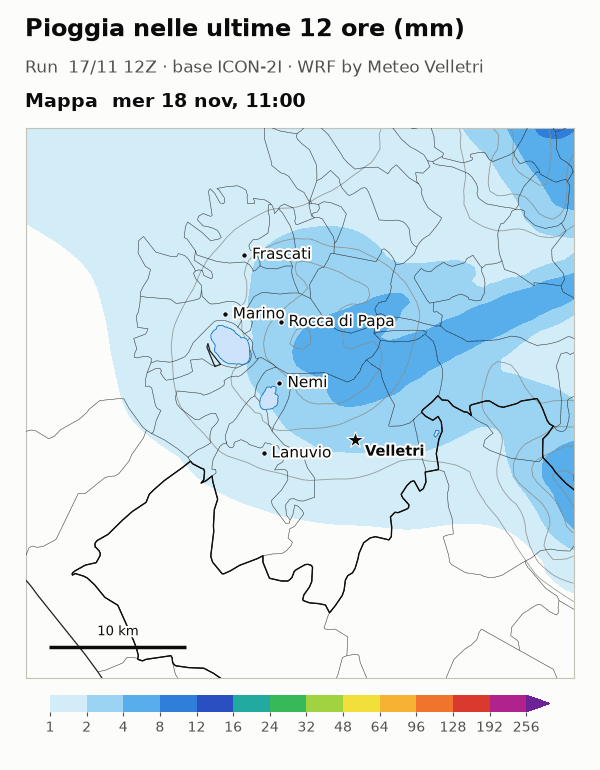 Pioggia nelle ultime 12 ore (mm)
Run  17/11 12Z · base ICON-2I · WRF by Meteo Velletri
Mappa  mer 18 nov, 11:00
Frascati
Marino
Rocca di Papa
Nemi
Velletri
Lanuvio
10 km
1 2 4 8 12 16 24 32 48 64 96 128 192 256